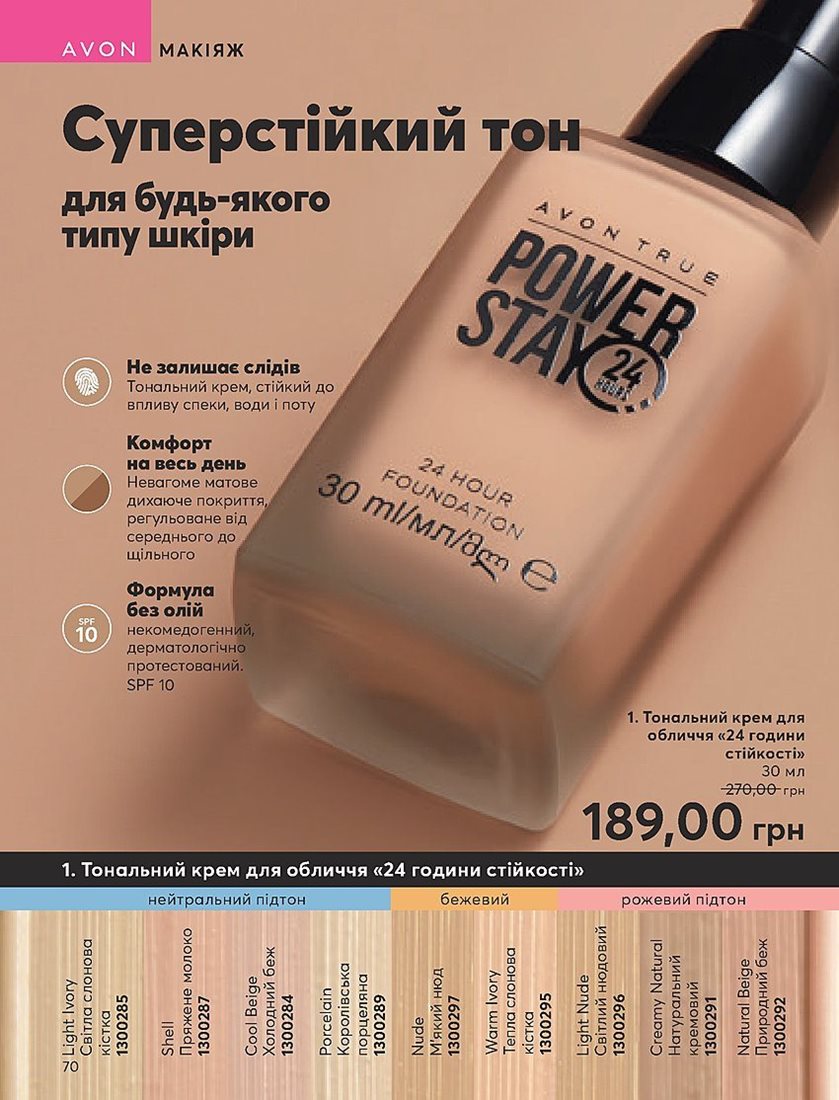 AVON МАКІЯЖ
Суперстійкий тон
для будь-якого
типу шкіри
AVON TRUE
POWER
STAY
24
HOURS
24 HOUR
FOUNDATION
30 ml/мл/მლ e
Не залишає слідів
Тональний крем, стійкий до
впливу спеки, води і поту
Комфорт
на весь день
Невагоме матове
дихаюче покриття,
регульоване від
середнього до
щільного
Формула
без олій
SPF
10
некомедогенний,
дерматологічно
протестований.
SPF 10
1. Тональний крем для
обличчя «24 години
стійкості»
30 мл
270,00 грн
189,00 грн
1. Тональний крем для обличчя «24 години стійкості»
нейтральний підтон
бежевий
рожевий підтон
Light Ivory
Світла слонова
кістка
1300285
Shell
Пряжене молоко
1300287
Cool Beige
Холодний беж
1300284
Porcelain
Королівська
порцеляна
1300289
Nude
М'який нюд
1300297
Warm Ivory
Тепла слонова
кістка
1300295
Light Nude
Світлий нюдовий
1300296
Creamy Natural
Натуральний
кремовий
1300291
Natural Beige
Природний беж
1300292
70